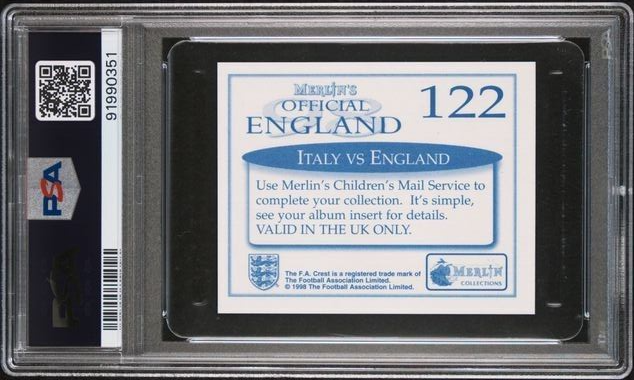 91990351
PSA
MERLIN'S
OFFICIAL
ENGLAND
122
ITALY VS ENGLAND
Use Merlin's Children's Mail Service to
complete your collection. It's simple,
see your album insert for details.
VALID IN THE UK ONLY.
The F.A. Crest is a registered trade mark of
The Football Association Limited.
© 1998 The Football Association Limited.
MERLIN
COLLECTIONS